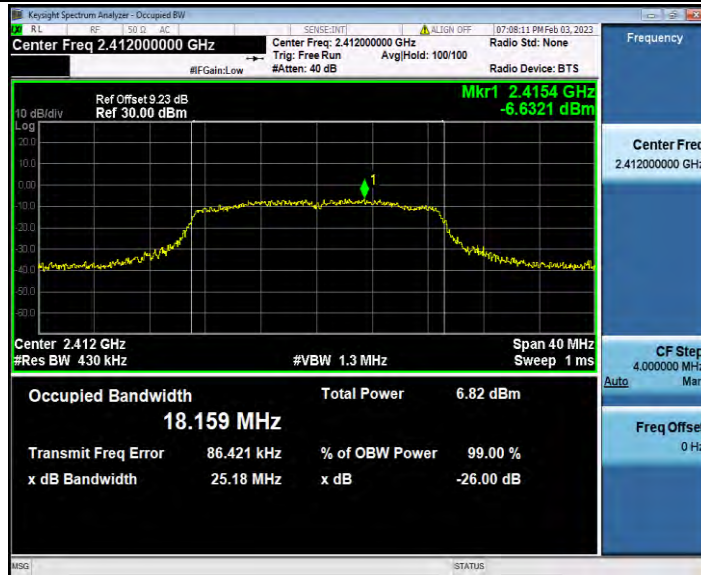 Keysight Spectrum Analyzer - Occupied BW
RL RF 50 Ω AC SENSE:INT ALIGN OFF 07:08:11 PM Feb 03, 2023
Center Freq 2.412000000 GHz
Center Freq: 2.412000000 GHz
Radio Std: None
Trig: Free Run Avg|Hold: 100/100
#IFGain:Low
#Atten: 40 dB
Radio Device: BTS
Mkr1 2.4154 GHz
-6.6321 dBm
Ref Offset 9.23 dB
10 dB/div Ref 30.00 dBm
Log
20.0
10.0
0.00
-10.0
-20.0
-30.0
-40.0
-50.0
-60.0
1
Center 2.412 GHz Span 40 MHz
#Res BW 430 kHz #VBW 1.3 MHz Sweep 1 ms
Occupied Bandwidth Total Power 6.82 dBm
18.159 MHz
Transmit Freq Error 86.421 kHz % of OBW Power 99.00 %
x dB Bandwidth 25.18 MHz x dB -26.00 dB
MSG STATUS
Frequency
Center Freq
2.412000000 GHz
CF Step
4.000000 MHz
Auto Man
Freq Offset
0 Hz